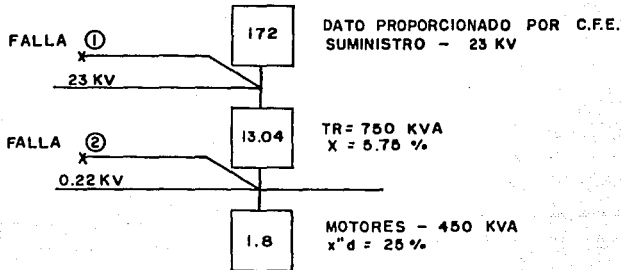 172
DATO PROPORCIONADO POR C.F.E.
SUMINISTRO - 23 KV
FALLA 1
23 KV
13.04
TR= 750 KVA
X = 5.75 %
FALLA 2
0.22 KV
1.8
MOTORES - 450 KVA
x"d = 25 %